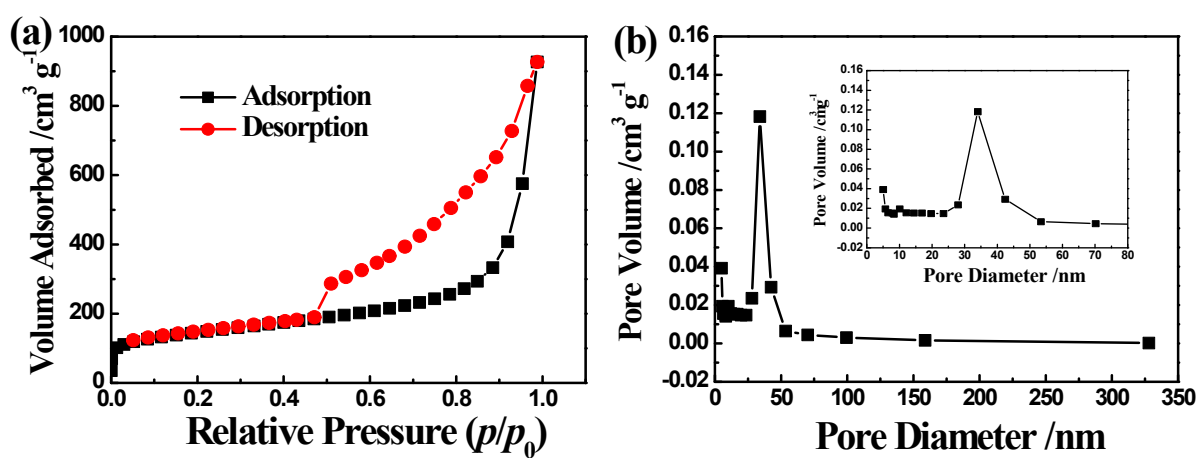 (a)
Volume Adsorbed /cm³ g⁻¹
1000
800
600
400
200
0
Adsorption
Desorption
0.0 0.2 0.4 0.6 0.8 1.0
Relative Pressure (p/p₀)
(b)
Pore Volume /cm³ g⁻¹
0.16
0.14
0.12
0.10
0.08
0.06
0.04
0.02
0.00
-0.02
0 50 100 150 200 250 300 350
Pore Diameter /nm
Pore Volume /cm³g⁻¹
0.16
0.14
0.12
0.10
0.08
0.06
0.04
0.02
0.00
-0.02
0 10 20 30 40 50 60 70 80
Pore Diameter /nm